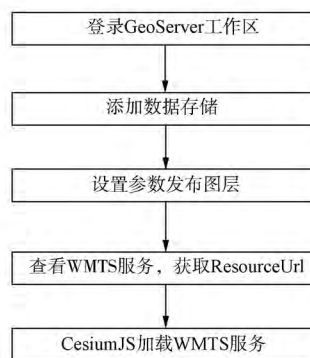 登录GeoServer工作区
添加数据存储
设置参数发布图层
查看WMTS服务，获取ResourceUrl
CesiumJS加载WMTS服务